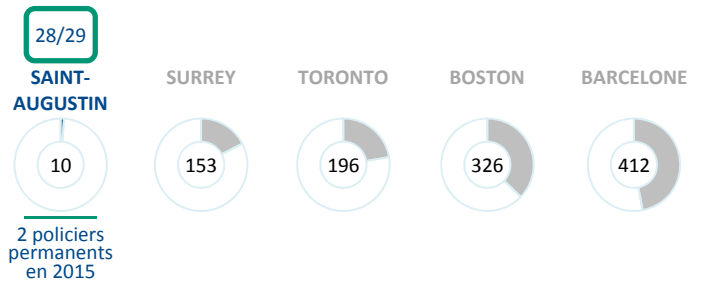 28/29
SAINT-
AUGUSTIN
SURREY
TORONTO
BOSTON
BARCELONE
10
153
196
326
412
2 policiers
permanents
en 2015